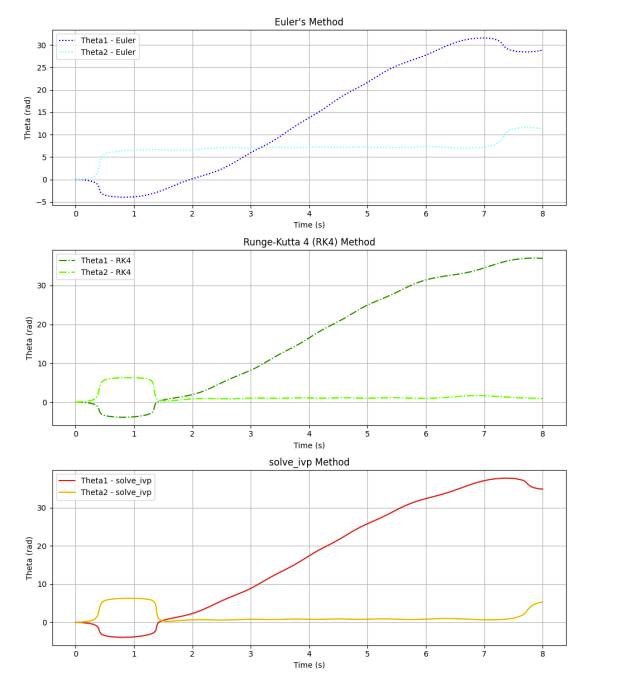 Euler's Method
Theta1 - Euler
Theta2 - Euler
Theta (rad)
30
25
20
15
10
5
0
−5
0 1 2 3 4 5 6 7 8
Time (s)
Runge-Kutta 4 (RK4) Method
Theta1 - RK4
Theta2 - RK4
Theta (rad)
30
20
10
0
0 1 2 3 4 5 6 7 8
Time (s)
solve_ivp Method
Theta1 - solve_ivp
Theta2 - solve_ivp
Theta (rad)
30
20
10
0
0 1 2 3 4 5 6 7 8
Time (s)